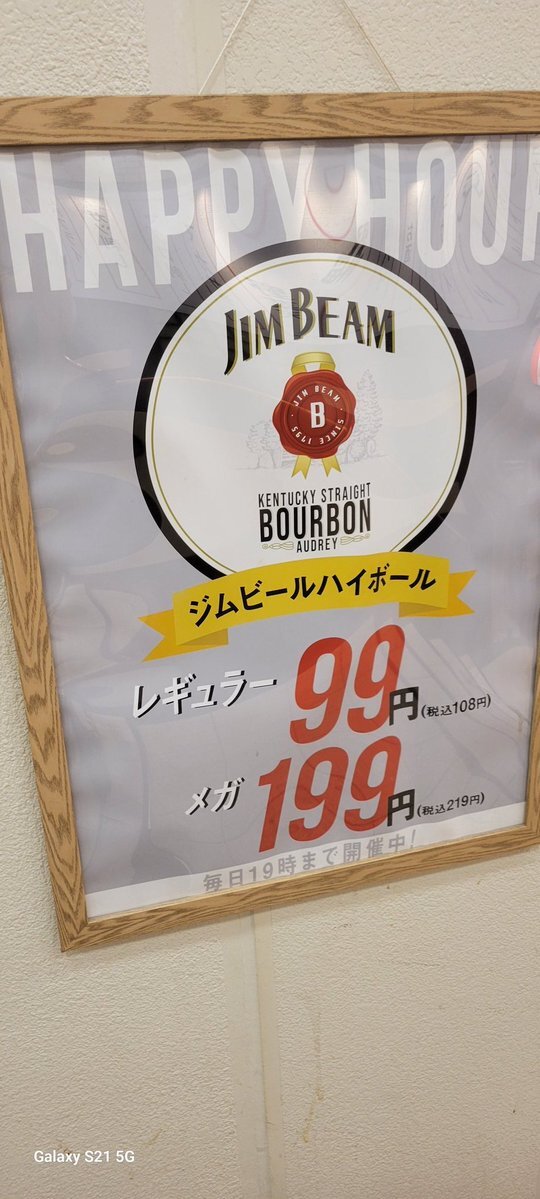 HAPPY HOUR
JIM BEAM
JIM BEAM
B
SINCE 1795
KENTUCKY STRAIGHT
BOURBON
AUDREY
ジムビールハイボール
レギュラー 99円(税込108円)
メガ 199円(税込219円)
毎日19時まで開催中!
Galaxy S21 5G